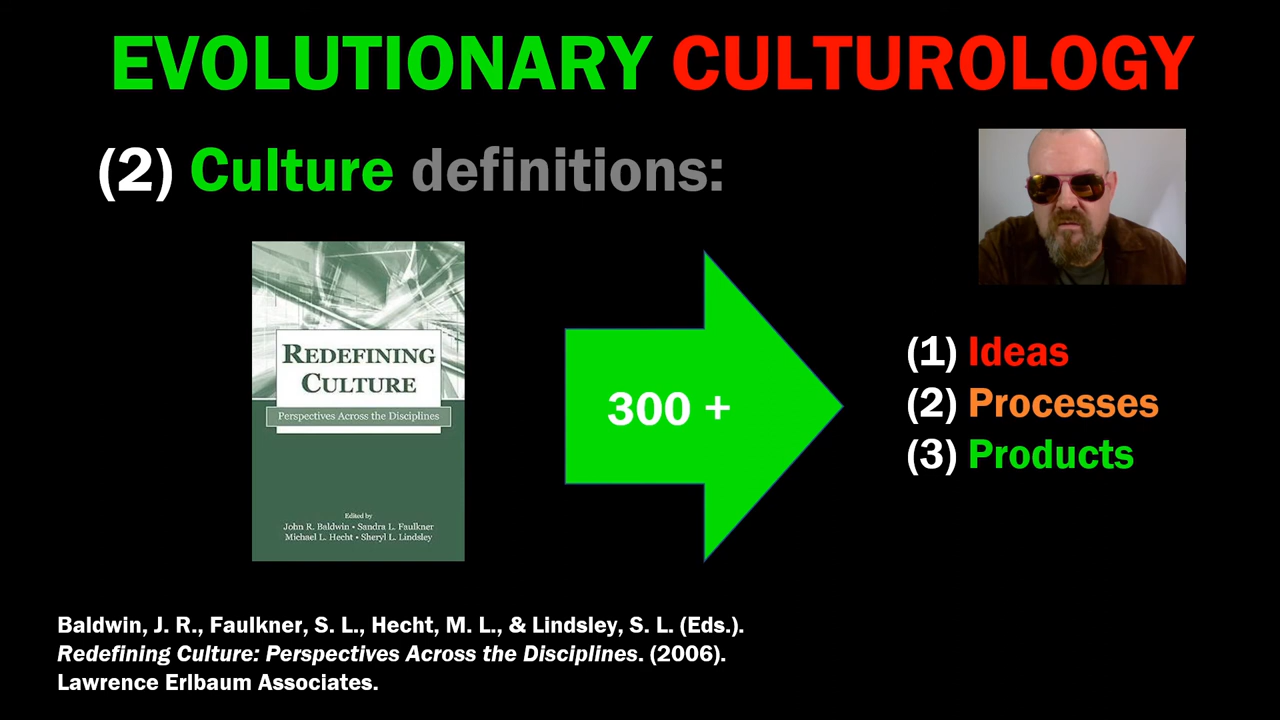 EVOLUTIONARY CULTUROLOGY
(2) Culture definitions:
REDEFINING
CULTURE
Perspectives Across the Disciplines
Edited by
John R. Baldwin • Sandra L. Faulkner
Michael L. Hecht • Sheryl L. Lindsley
300 +
(1) Ideas
(2) Processes
(3) Products
Baldwin, J. R., Faulkner, S. L., Hecht, M. L., & Lindsley, S. L. (Eds.).
Redefining Culture: Perspectives Across the Disciplines. (2006).
Lawrence Erlbaum Associates.